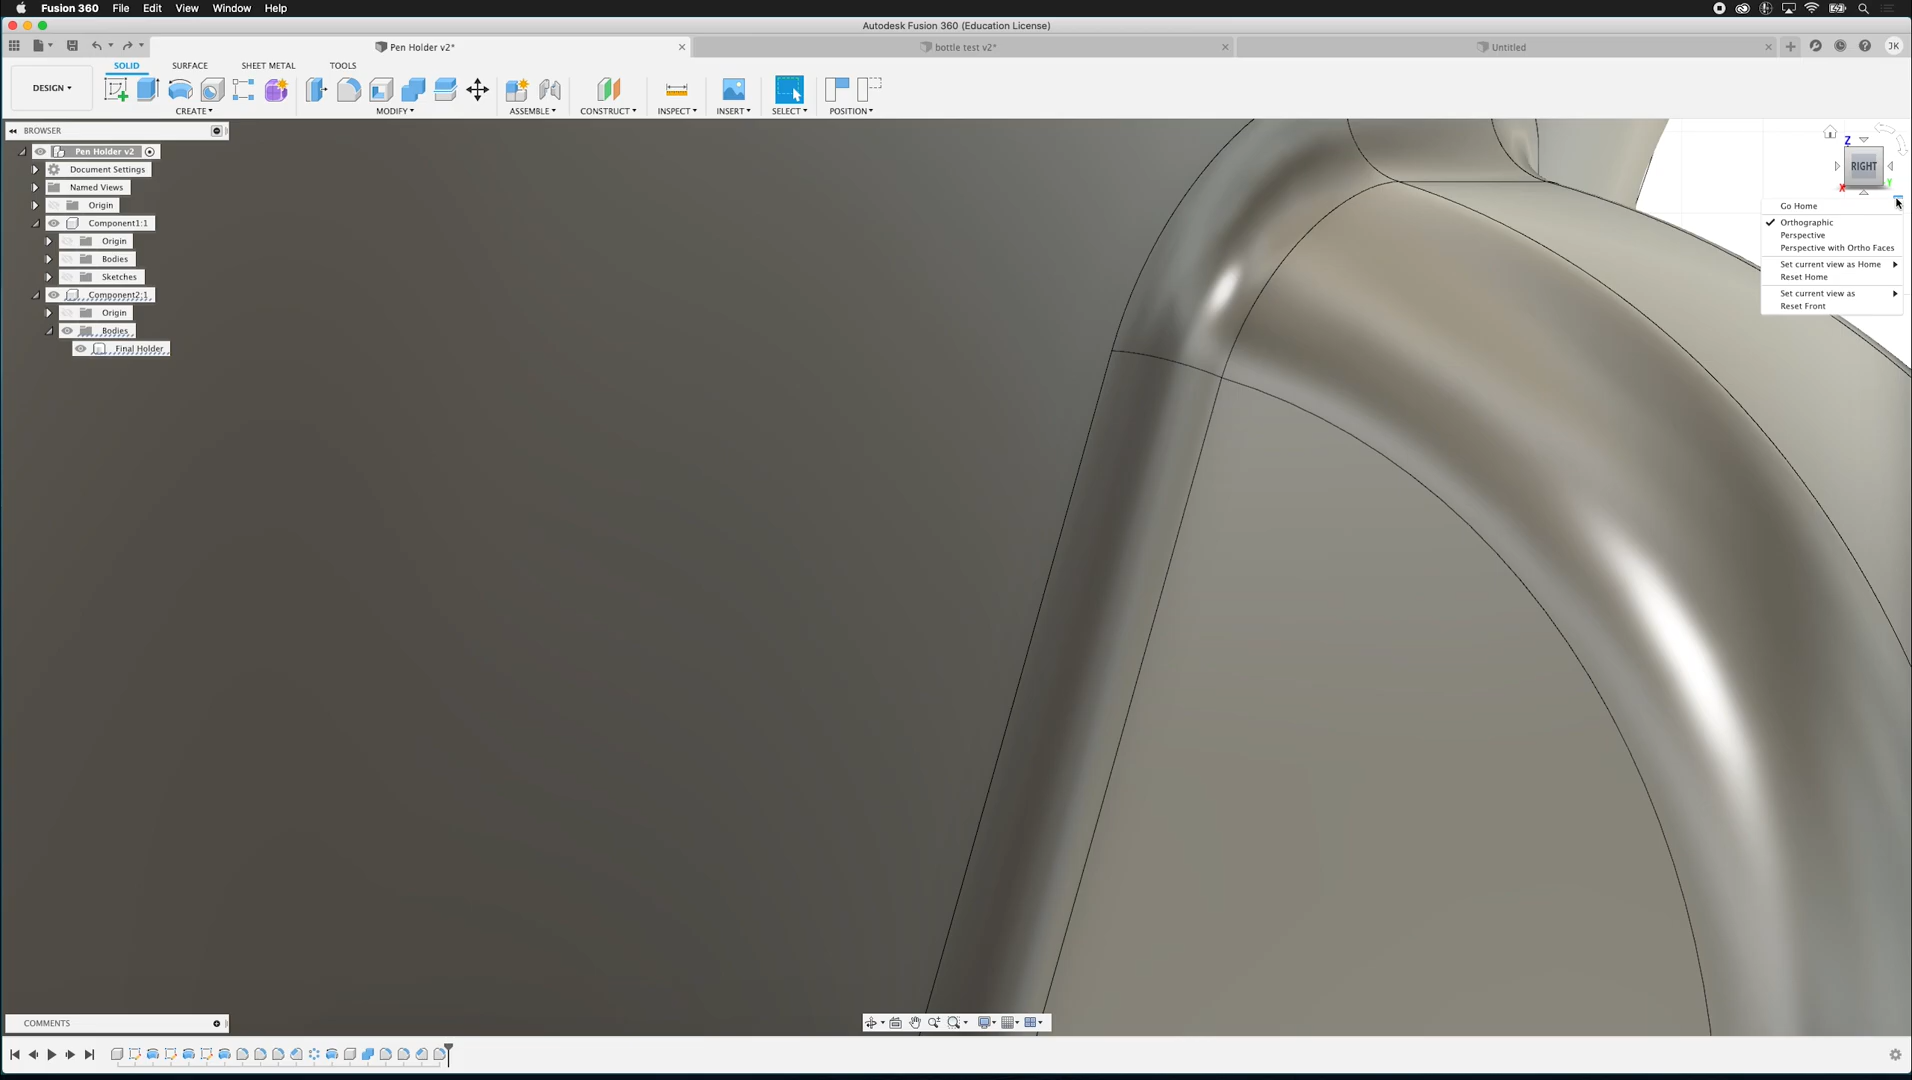 Fusion 360 File Edit View Window Help
Autodesk Fusion 360 (Education License)
Pen Holder v2* bottle test v2* Untitled JK
SOLID SURFACE SHEET METAL TOOLS
DESIGN
CREATE MODIFY ASSEMBLE CONSTRUCT INSPECT INSERT SELECT POSITION
BROWSER
Pen Holder v2
Document Settings
Named Views
Origin
Component1:1
Origin
Bodies
Sketches
Component2:1
Origin
Bodies
Final Holder
Z
RIGHT
X Y
Go Home
Orthographic
Perspective
Perspective with Ortho Faces
Set current view as Home
Reset Home
Set current view as
Reset Front
COMMENTS